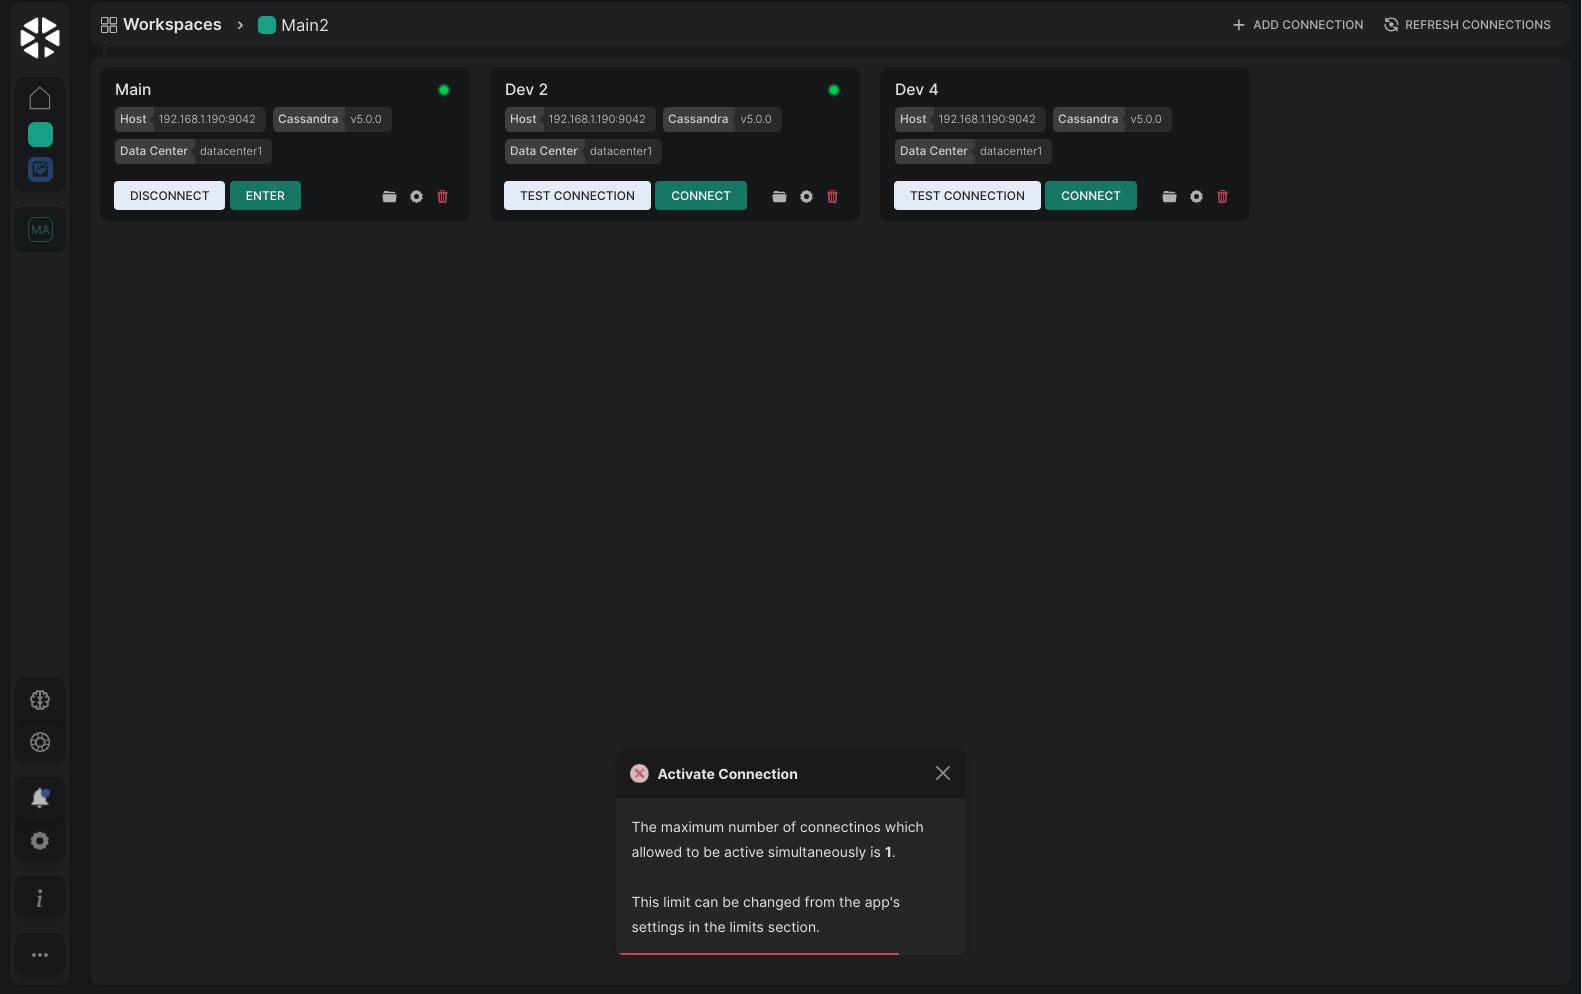 Workspaces > Main2
+ ADD CONNECTION
REFRESH CONNECTIONS
MA
Main
Host 192.168.1.190:9042 Cassandra v5.0.0
Data Center datacenter1
DISCONNECT ENTER
Dev 2
Host 192.168.1.190:9042 Cassandra v5.0.0
Data Center datacenter1
TEST CONNECTION CONNECT
Dev 4
Host 192.168.1.190:9042 Cassandra v5.0.0
Data Center datacenter1
TEST CONNECTION CONNECT
Activate Connection
The maximum number of connectinos which
allowed to be active simultaneously is 1.
This limit can be changed from the app's
settings in the limits section.